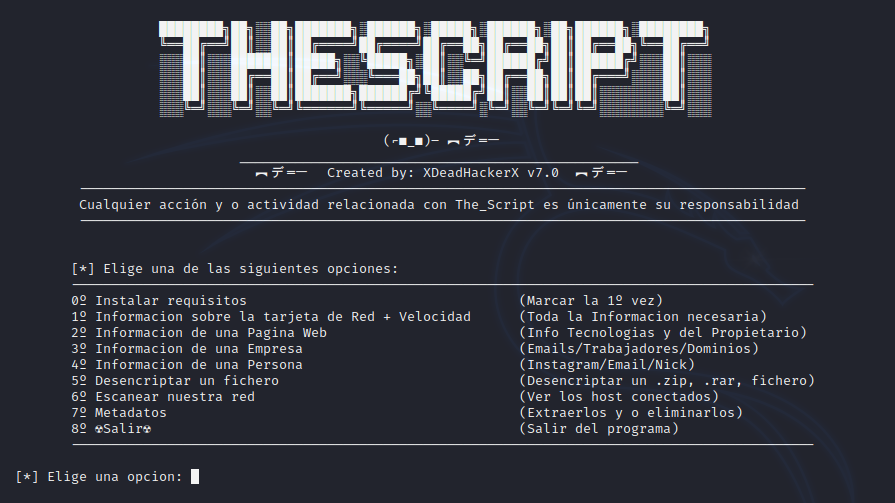 THESCRIPT
(⌐■_■)– ︻デ═一
︻デ═一 Created by: XDeadHackerX v7.0 ︻デ═一
Cualquier acción y o actividad relacionada con The_Script es únicamente su responsabilidad
[*] Elige una de las siguientes opciones:
0º Instalar requisitos (Marcar la 1º vez)
1º Informacion sobre la tarjeta de Red + Velocidad (Toda la Informacion necesaria)
2º Informacion de una Pagina Web (Info Tecnologias y del Propietario)
3º Informacion de una Empresa (Emails/Trabajadores/Dominios)
4º Informacion de una Persona (Instagram/Email/Nick)
5º Desencriptar un fichero (Desencriptar un .zip, .rar, fichero)
6º Escanear nuestra red (Ver los host conectados)
7º Metadatos (Extraerlos y o eliminarlos)
8º ☢Salir☢ (Salir del programa)
[*] Elige una opcion: